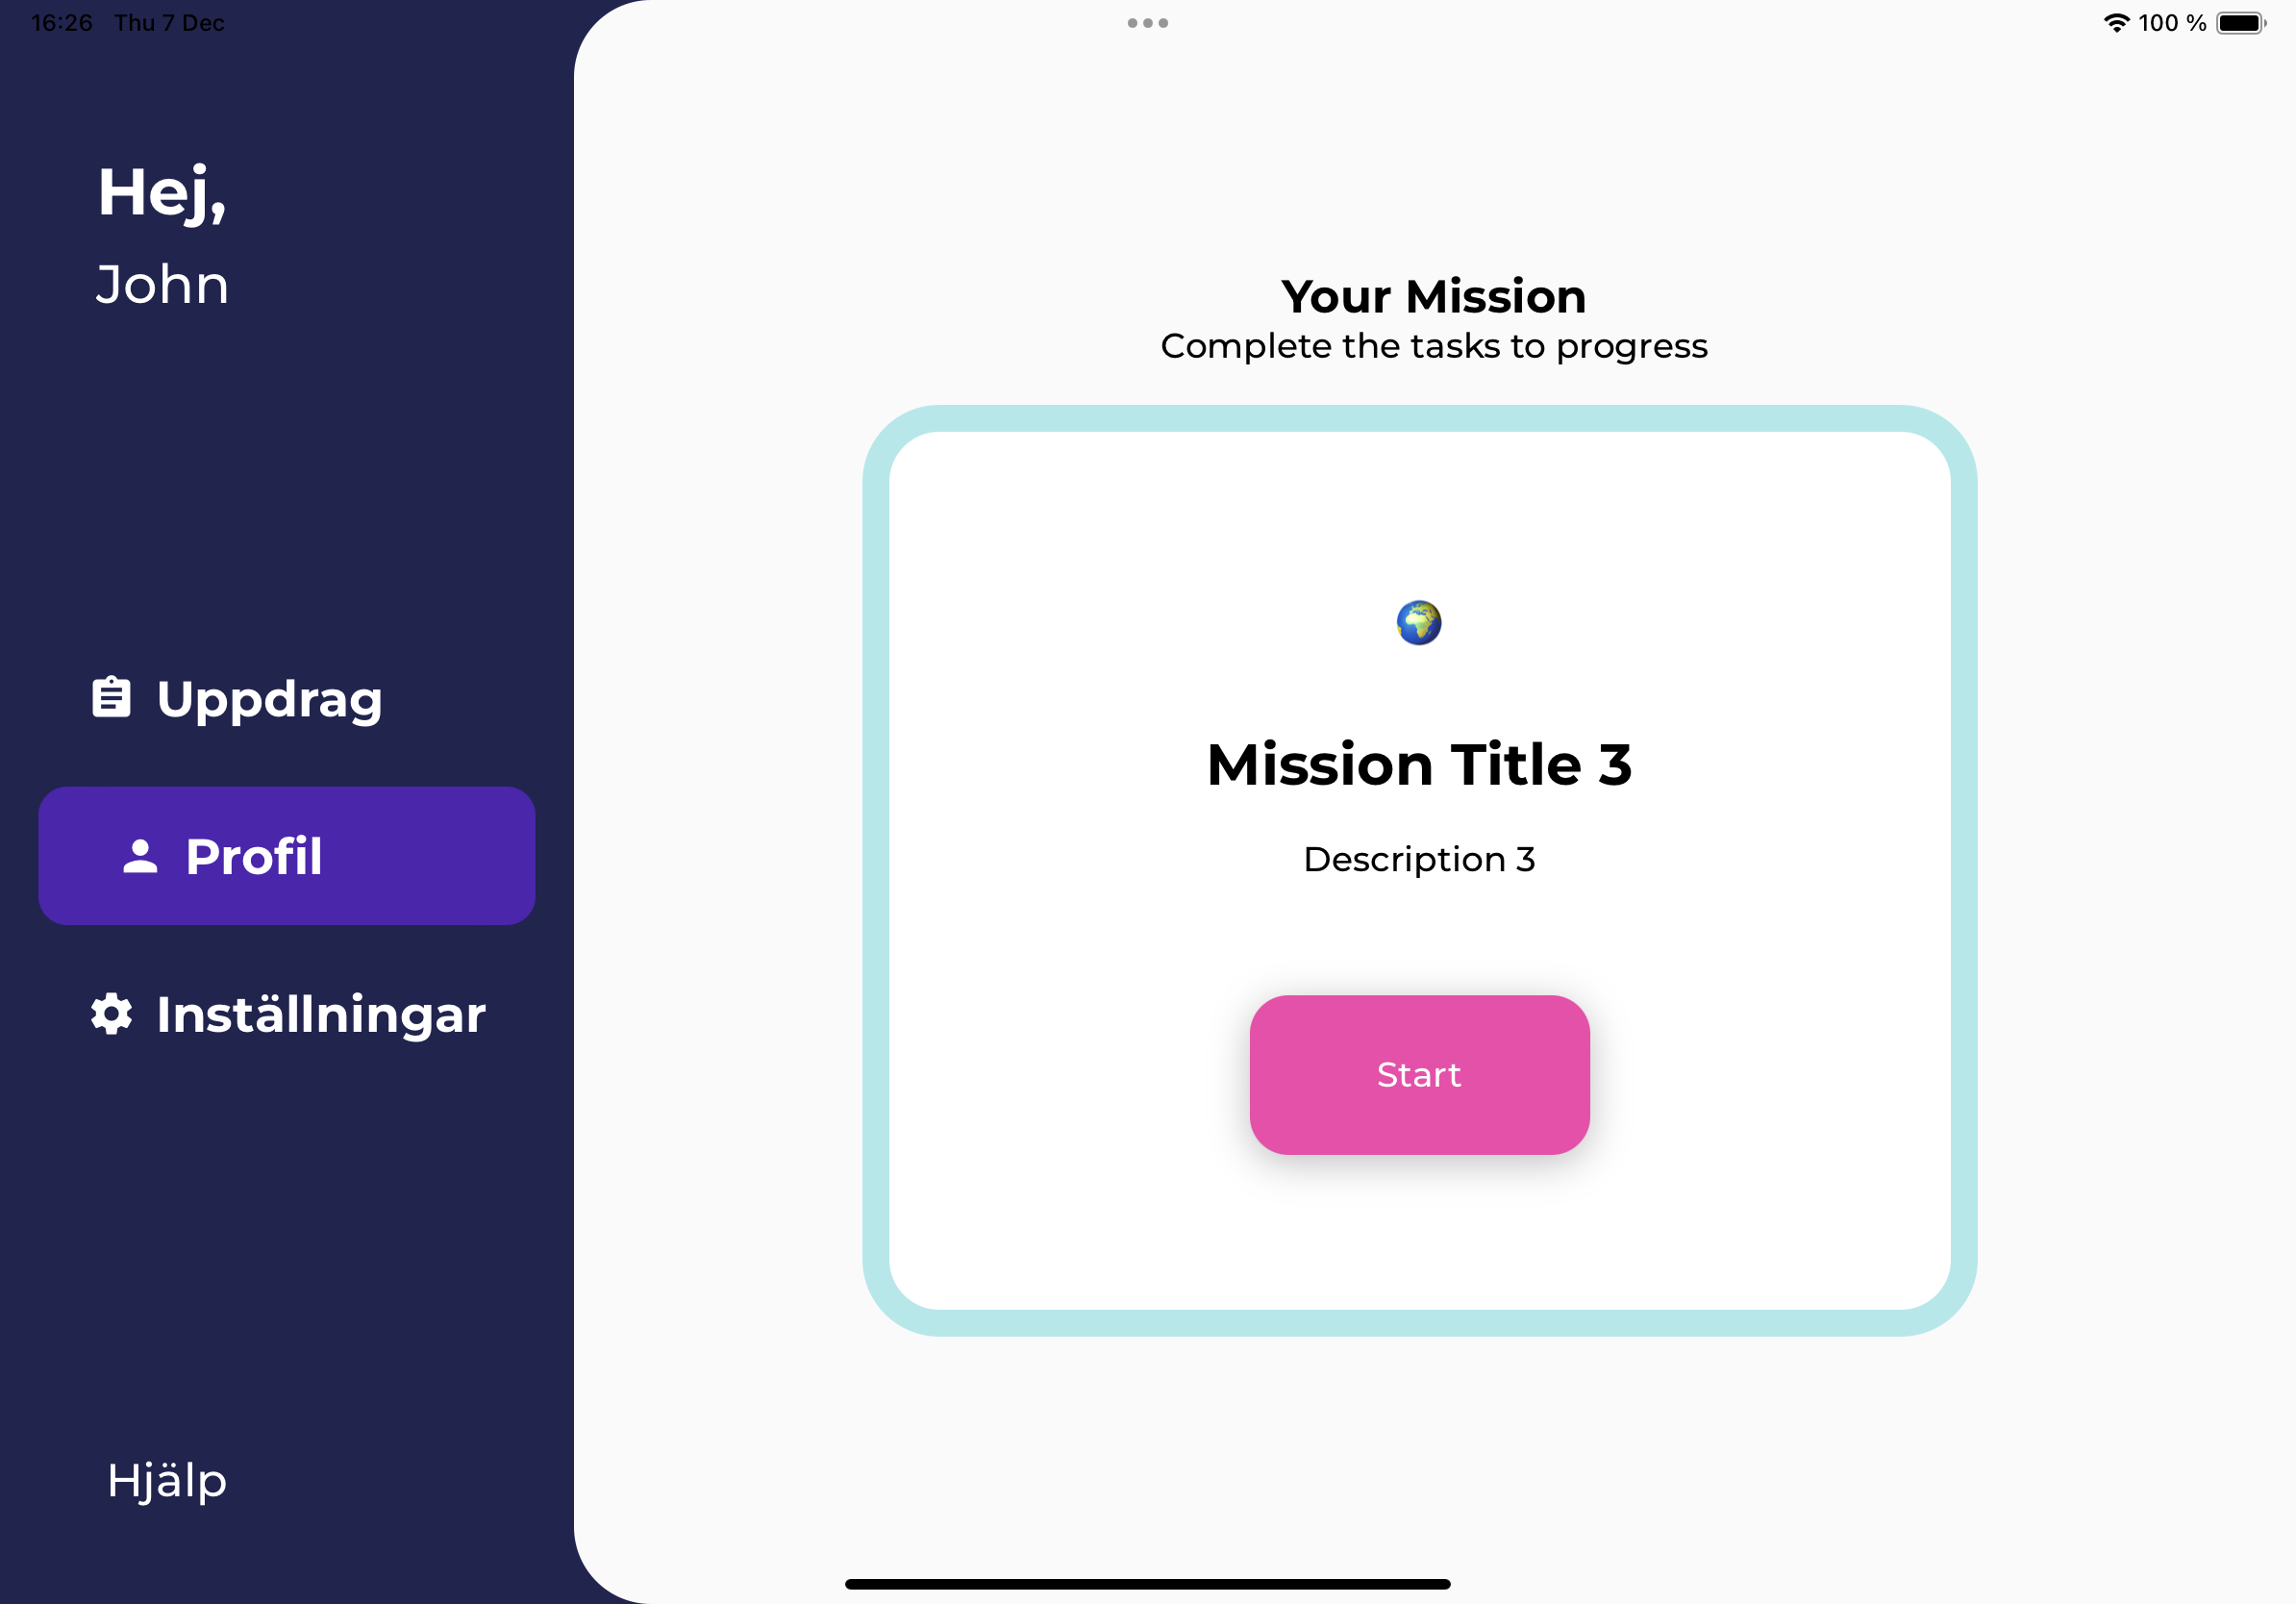 16:26 Thu 7 Dec
100 %
Hej,
John
Uppdrag
Profil
Inställningar
Hjälp
Your Mission
Complete the tasks to progress
Mission Title 3
Description 3
Start